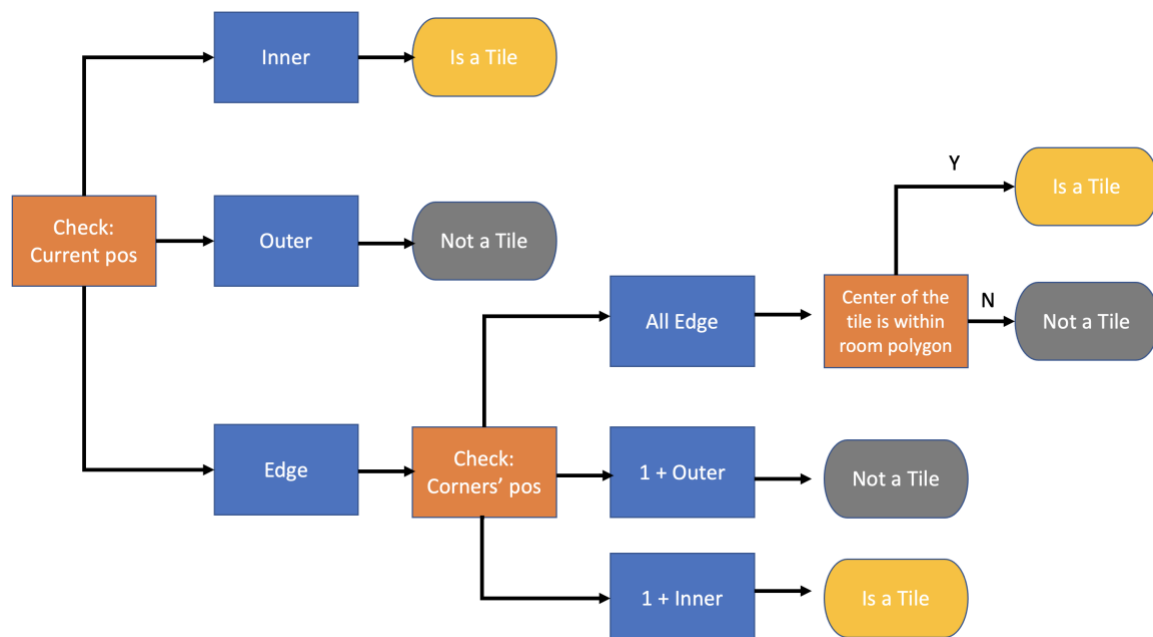 Inner
Is a Tile
Check:
Current pos
Outer
Not a Tile
Edge
Check:
Corners' pos
All Edge
Center of the
tile is within
room polygon
Y
Is a Tile
N
Not a Tile
1 + Outer
Not a Tile
1 + Inner
Is a Tile